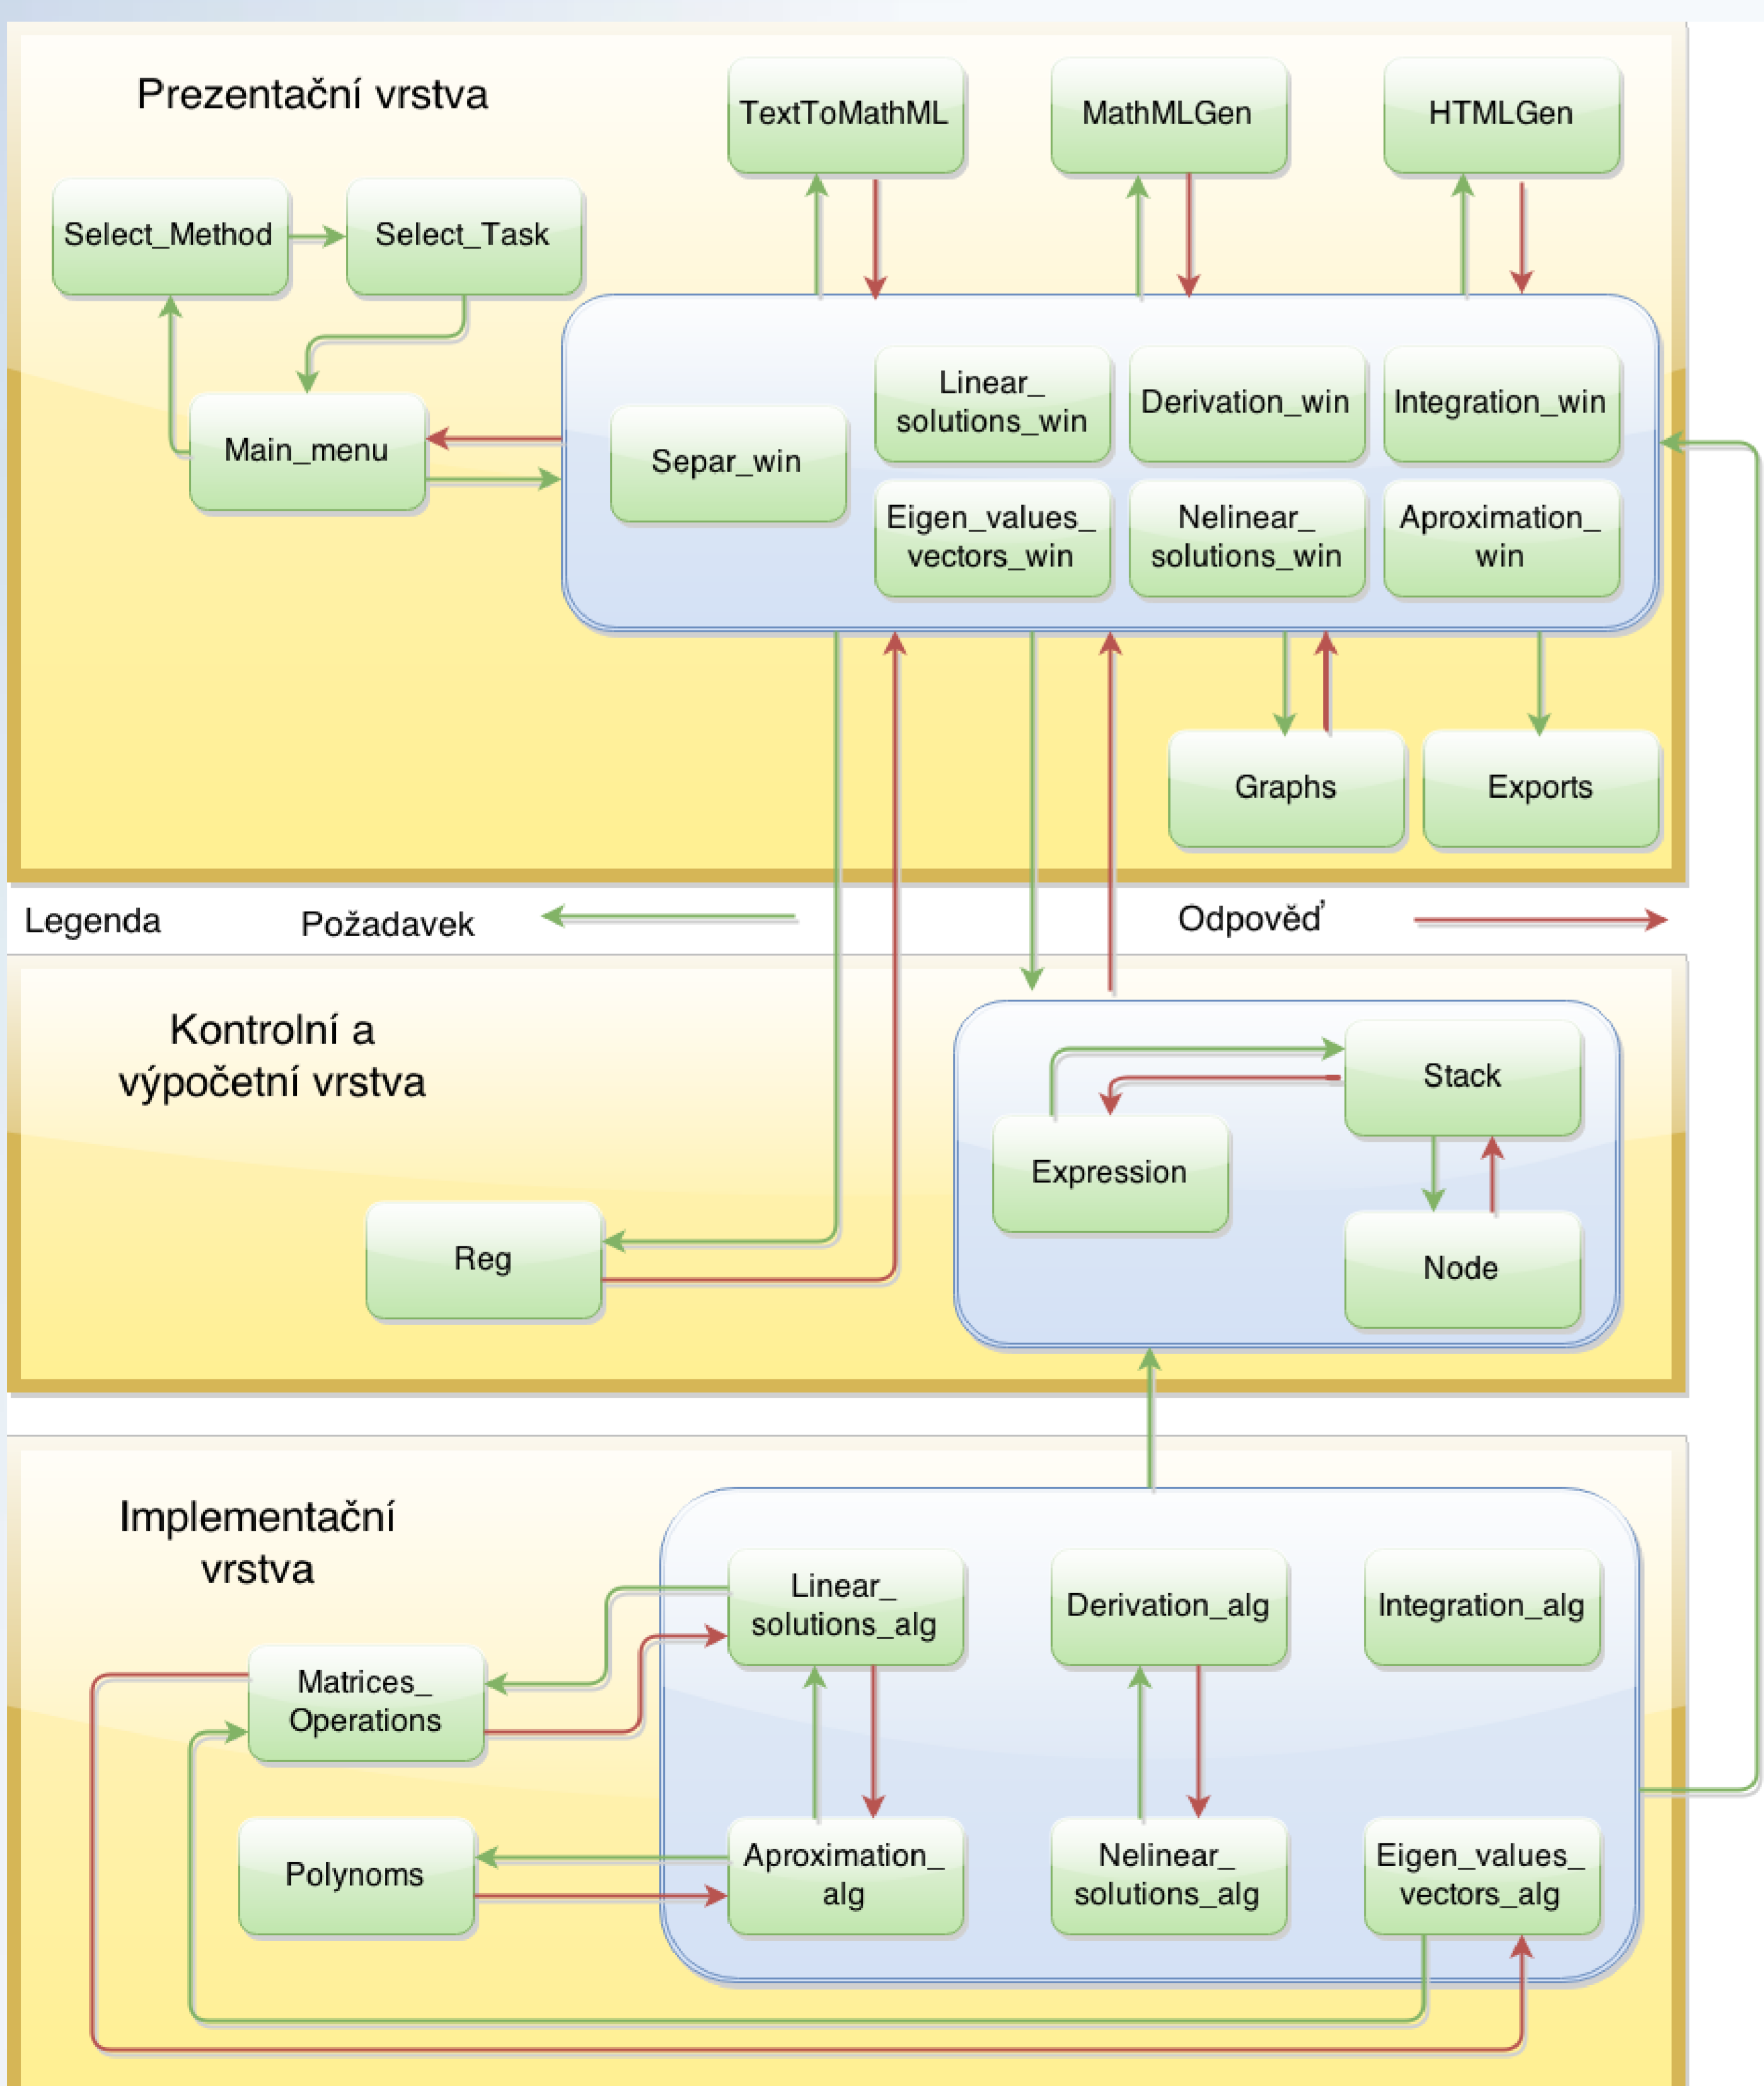 Prezentační vrstva
TextToMathML
MathMLGen
HTMLGen
Select_Method
Select_Task
Main_menu
Separ_win
Linear_
solutions_win
Derivation_win
Integration_win
Eigen_values_
vectors_win
Nelinear_
solutions_win
Aproximation_
win
Graphs
Exports
Legenda
Požadavek
Odpověď
Kontrolní a
výpočetní vrstva
Stack
Expression
Node
Reg
Implementační
vrstva
Linear_
solutions_alg
Derivation_alg
Integration_alg
Matrices_
Operations
Polynoms
Aproximation_
alg
Nelinear_
solutions_alg
Eigen_values_
vectors_alg